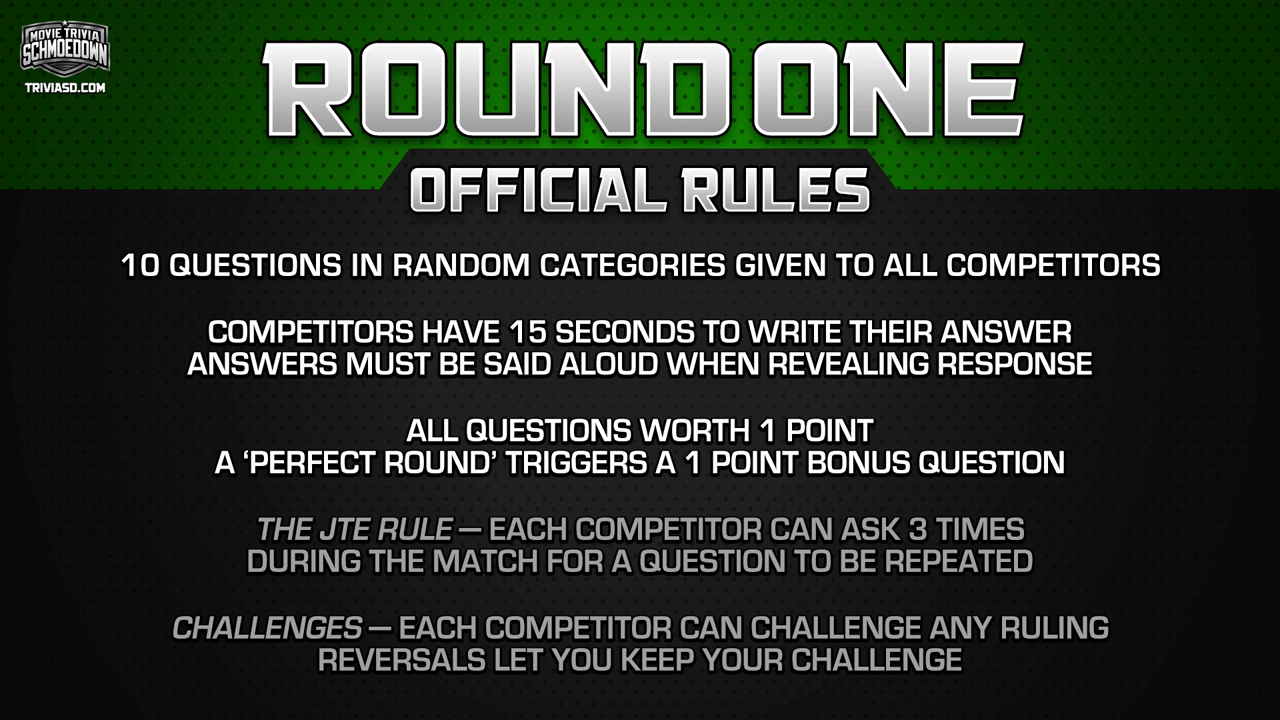 MOVIE TRIVIA
SCHMOEDOWN
TRIVIASD.COM
ROUND ONE
OFFICIAL RULES
10 QUESTIONS IN RANDOM CATEGORIES GIVEN TO ALL COMPETITORS
COMPETITORS HAVE 15 SECONDS TO WRITE THEIR ANSWER
ANSWERS MUST BE SAID ALOUD WHEN REVEALING RESPONSE
ALL QUESTIONS WORTH 1 POINT
A ‘PERFECT ROUND’ TRIGGERS A 1 POINT BONUS QUESTION
THE JTE RULE – EACH COMPETITOR CAN ASK 3 TIMES
DURING THE MATCH FOR A QUESTION TO BE REPEATED
CHALLENGES – EACH COMPETITOR CAN CHALLENGE ANY RULING
REVERSALS LET YOU KEEP YOUR CHALLENGE